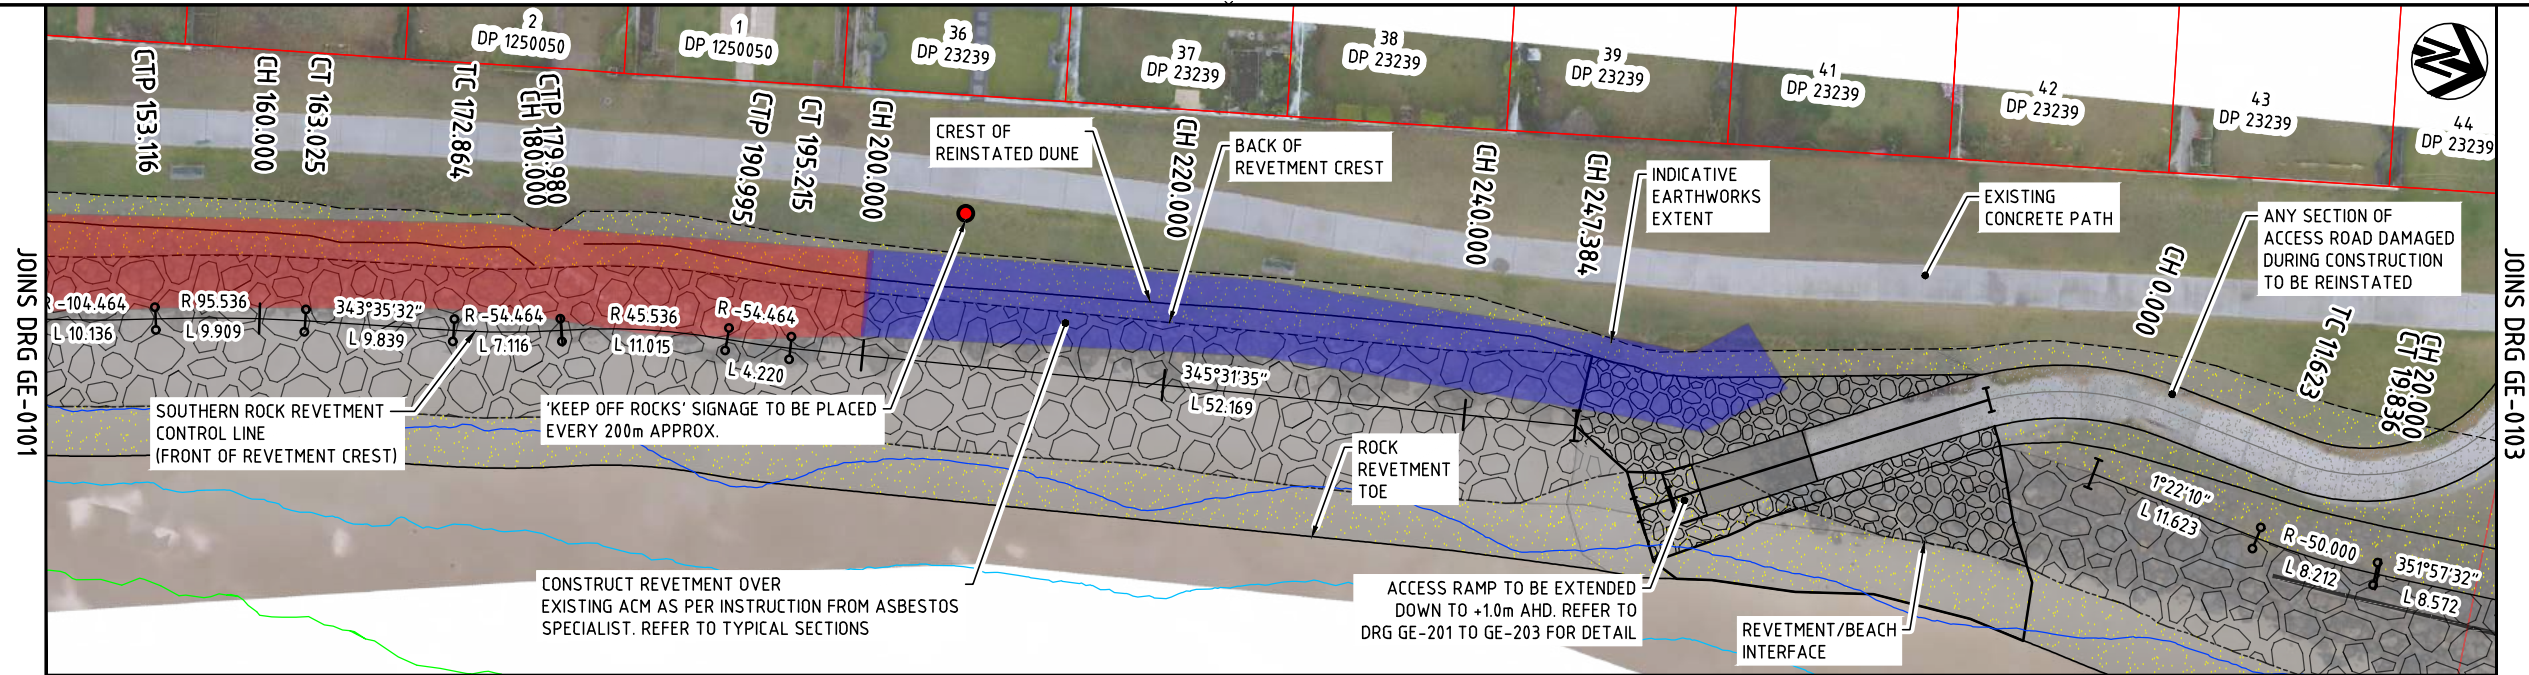 2
DP 1250050
1
DP 1250050
36
DP 23239
37
DP 23239
38
DP 23239
39
DP 23239
41
DP 23239
42
DP 23239
43
DP 23239
44
DP 23239
N
CTP 153.116
CH 160.000
CT 163.025
TC 172.864
CTP 179.980
CH 180.000
CTP 190.995
CT 195.215
CH 200.000
CH 220.000
CH 240.000
CH 247.384
CH 0.000
TC 11.623
CH 20.000
CT 19.836
CREST OF
REINSTATED DUNE
BACK OF
REVETMENT CREST
INDICATIVE
EARTHWORKS
EXTENT
EXISTING
CONCRETE PATH
ANY SECTION OF
ACCESS ROAD DAMAGED
DURING CONSTRUCTION
TO BE REINSTATED
JOINS DRG GE-0101
JOINS DRG GE-0103
R -104.464
L 10.136
R 95.536
L 9.909
343°35'32"
L 9.839
R -54.464
L 7.116
R 45.536
L 11.015
R -54.464
L 4.220
345°31'35"
L 52.169
1°22'10"
L 11.623
R -50.000
L 8.212
351°57'32"
L 8.572
SOUTHERN ROCK REVETMENT
CONTROL LINE
(FRONT OF REVETMENT CREST)
'KEEP OFF ROCKS' SIGNAGE TO BE PLACED
EVERY 200m APPROX.
ROCK
REVETMENT
TOE
CONSTRUCT REVETMENT OVER
EXISTING ACM AS PER INSTRUCTION FROM ASBESTOS
SPECIALIST. REFER TO TYPICAL SECTIONS
ACCESS RAMP TO BE EXTENDED
DOWN TO +1.0m AHD. REFER TO
DRG GE-201 TO GE-203 FOR DETAIL
REVETMENT/BEACH
INTERFACE